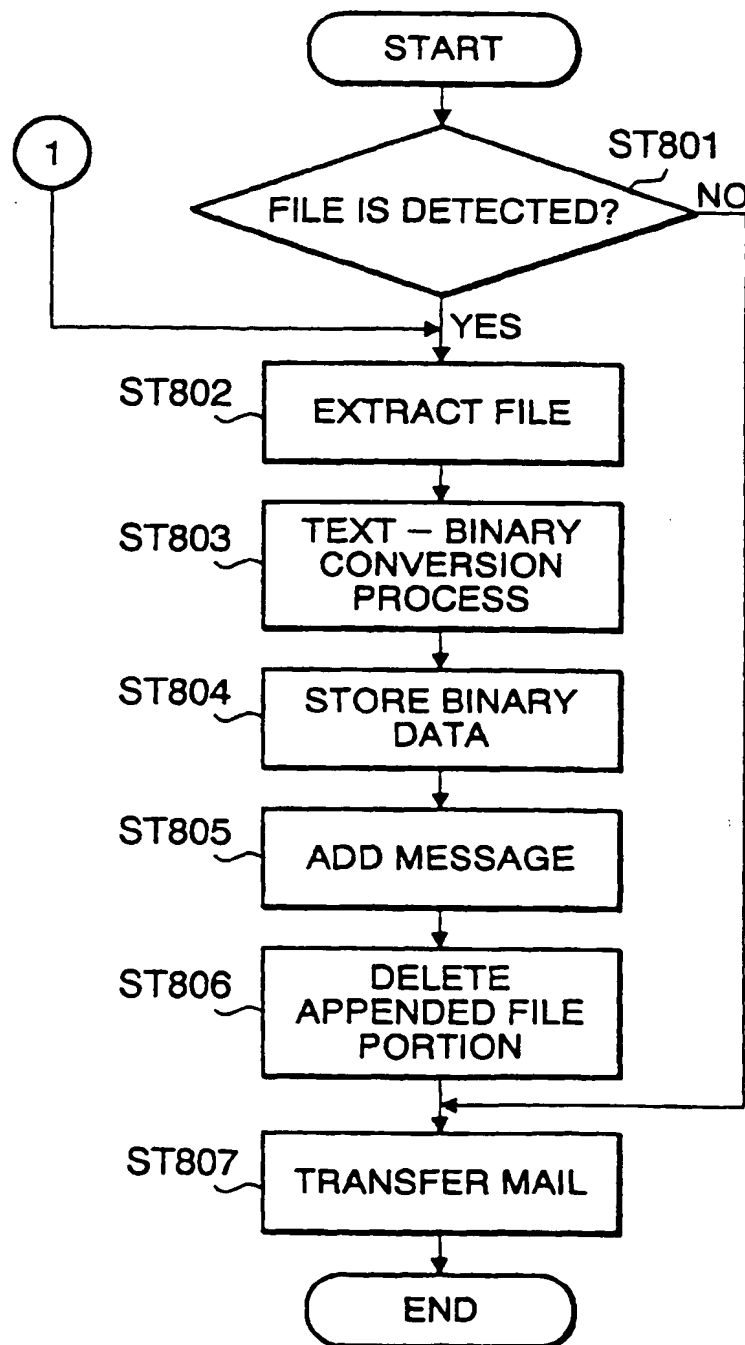 START
1
ST801
FILE IS DETECTED?
NO
YES
ST802
EXTRACT FILE
ST803
TEXT – BINARY
CONVERSION
PROCESS
ST804
STORE BINARY
DATA
ST805
ADD MESSAGE
ST806
DELETE
APPENDED FILE
PORTION
ST807
TRANSFER MAIL
END